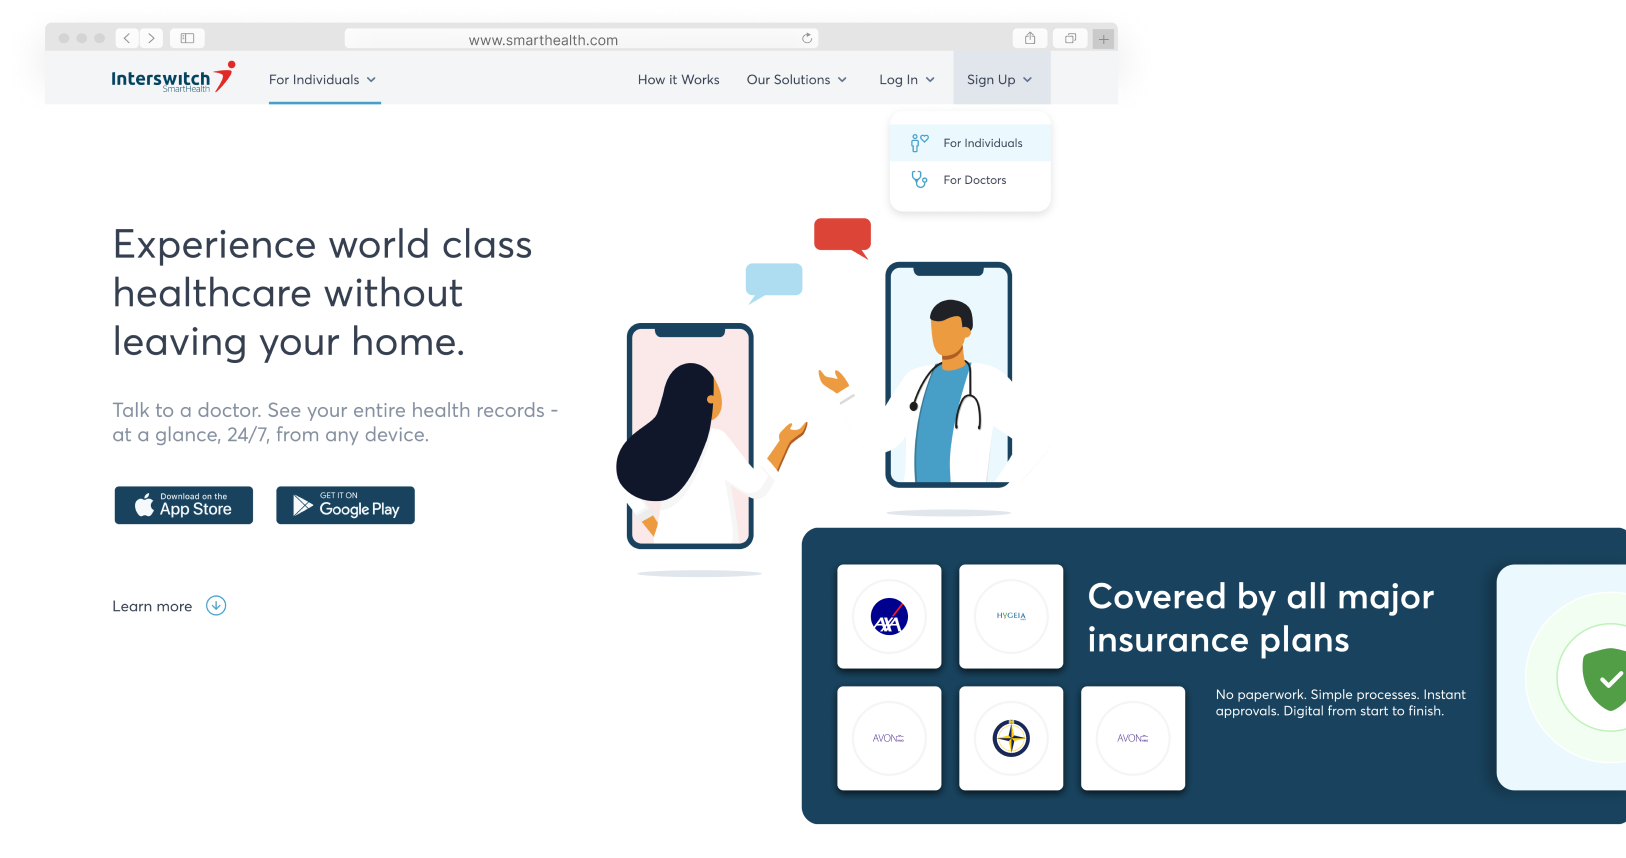 www.smarthealth.com
Interswitch
SmartHealth
For Individuals
How it Works
Our Solutions
Log In
Sign Up
For Individuals
For Doctors
Experience world class
healthcare without
leaving your home.
Talk to a doctor. See your entire health records -
at a glance, 24/7, from any device.
Download on the
App Store
GET IT ON
Google Play
Learn more
AXA
HYGEIA
Covered by all major
insurance plans
No paperwork. Simple processes. Instant
approvals. Digital from start to finish.
AVON
AVON